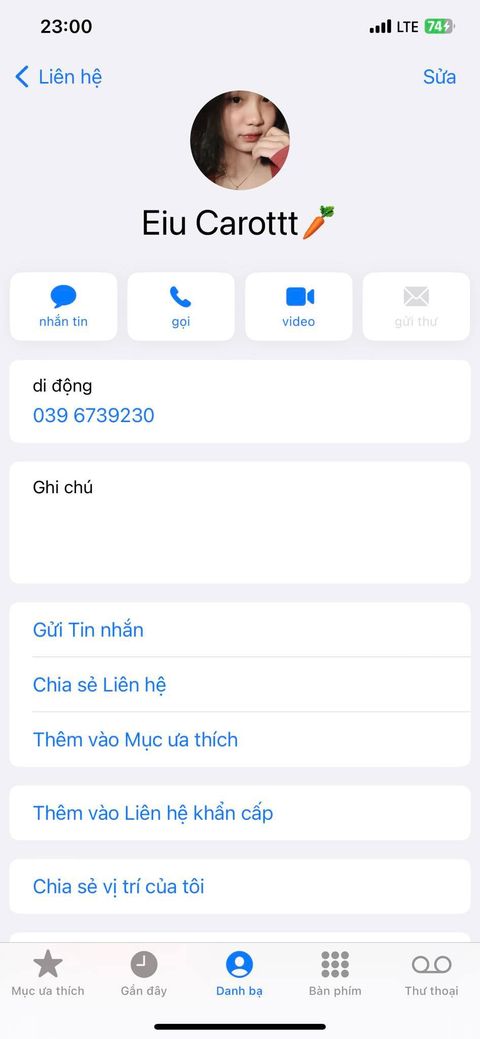 23:00 LTE 74
Liên hệ Sửa
Eiu Carottt🥕
nhắn tin gọi video gửi thư
di động
039 6739230
Ghi chú
Gửi Tin nhắn
Chia sẻ Liên hệ
Thêm vào Mục ưa thích
Thêm vào Liên hệ khẩn cấp
Chia sẻ vị trí của tôi
Mục ưa thích Gần đây Danh bạ Bàn phím Thư thoại